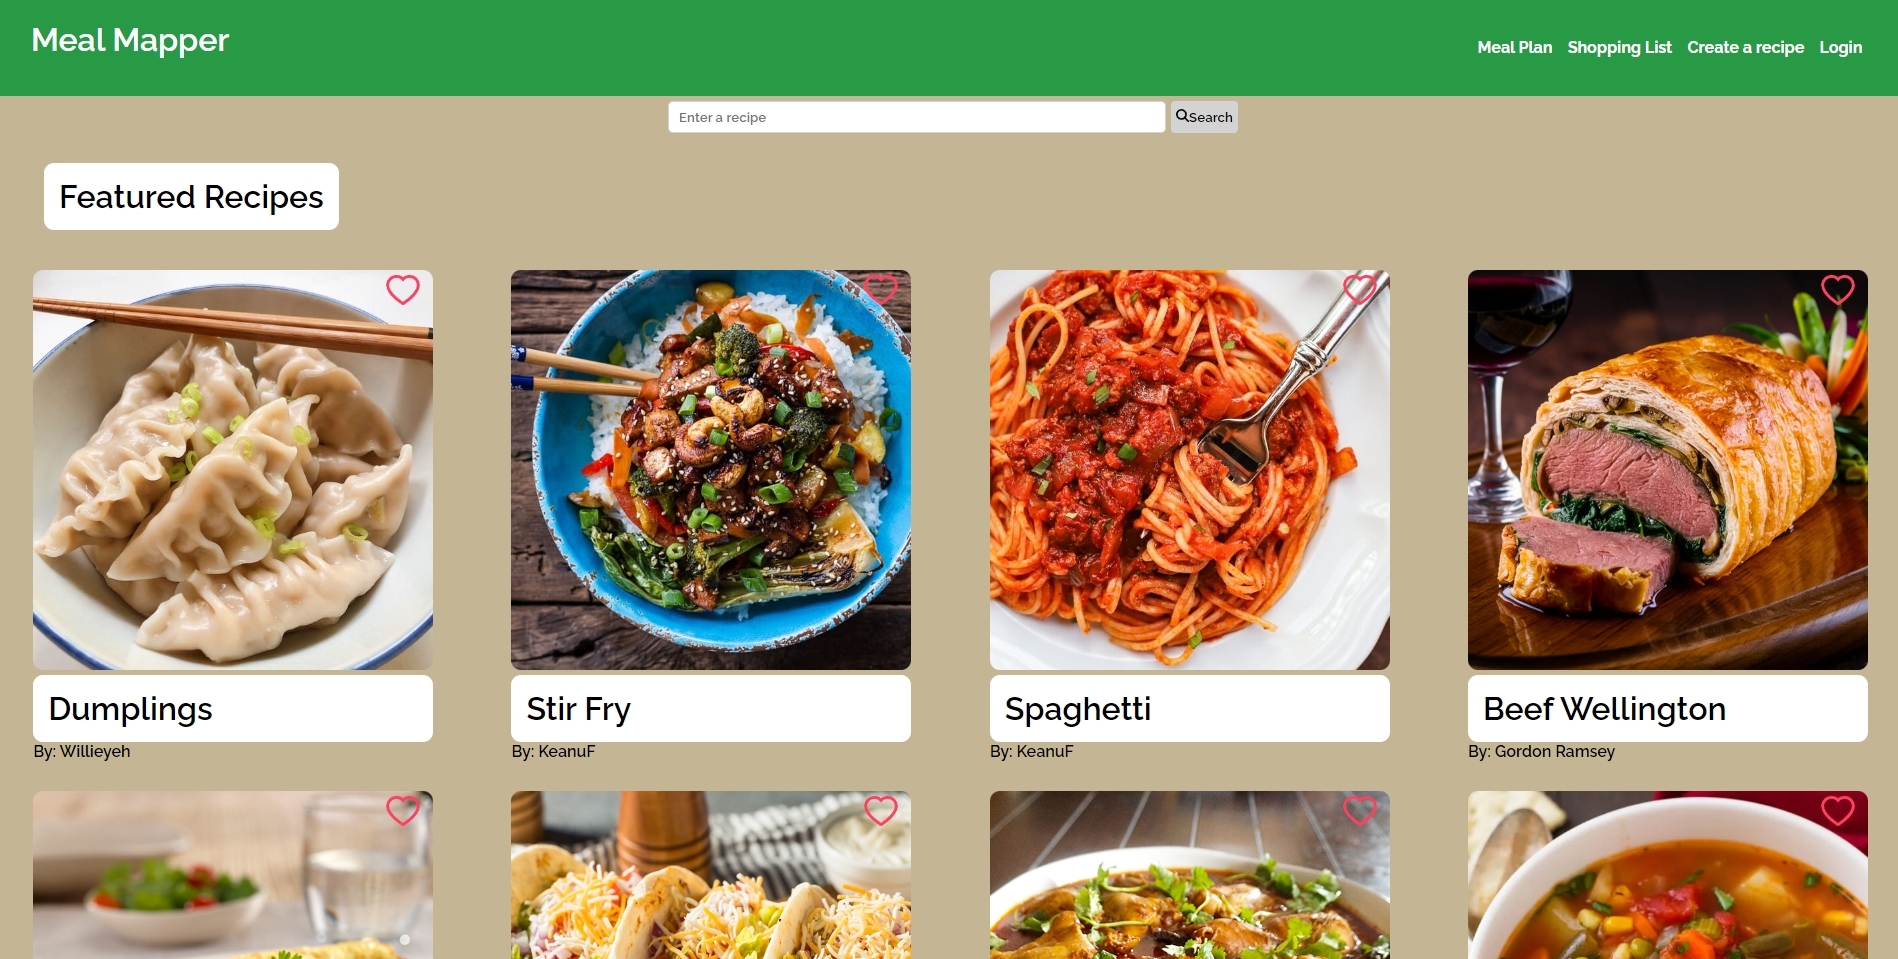 Meal Mapper
Meal Plan Shopping List Create a recipe Login
Enter a recipe
Search
Featured Recipes
Dumplings
By: Willieyeh
Stir Fry
By: KeanuF
Spaghetti
By: KeanuF
Beef Wellington
By: Gordon Ramsey